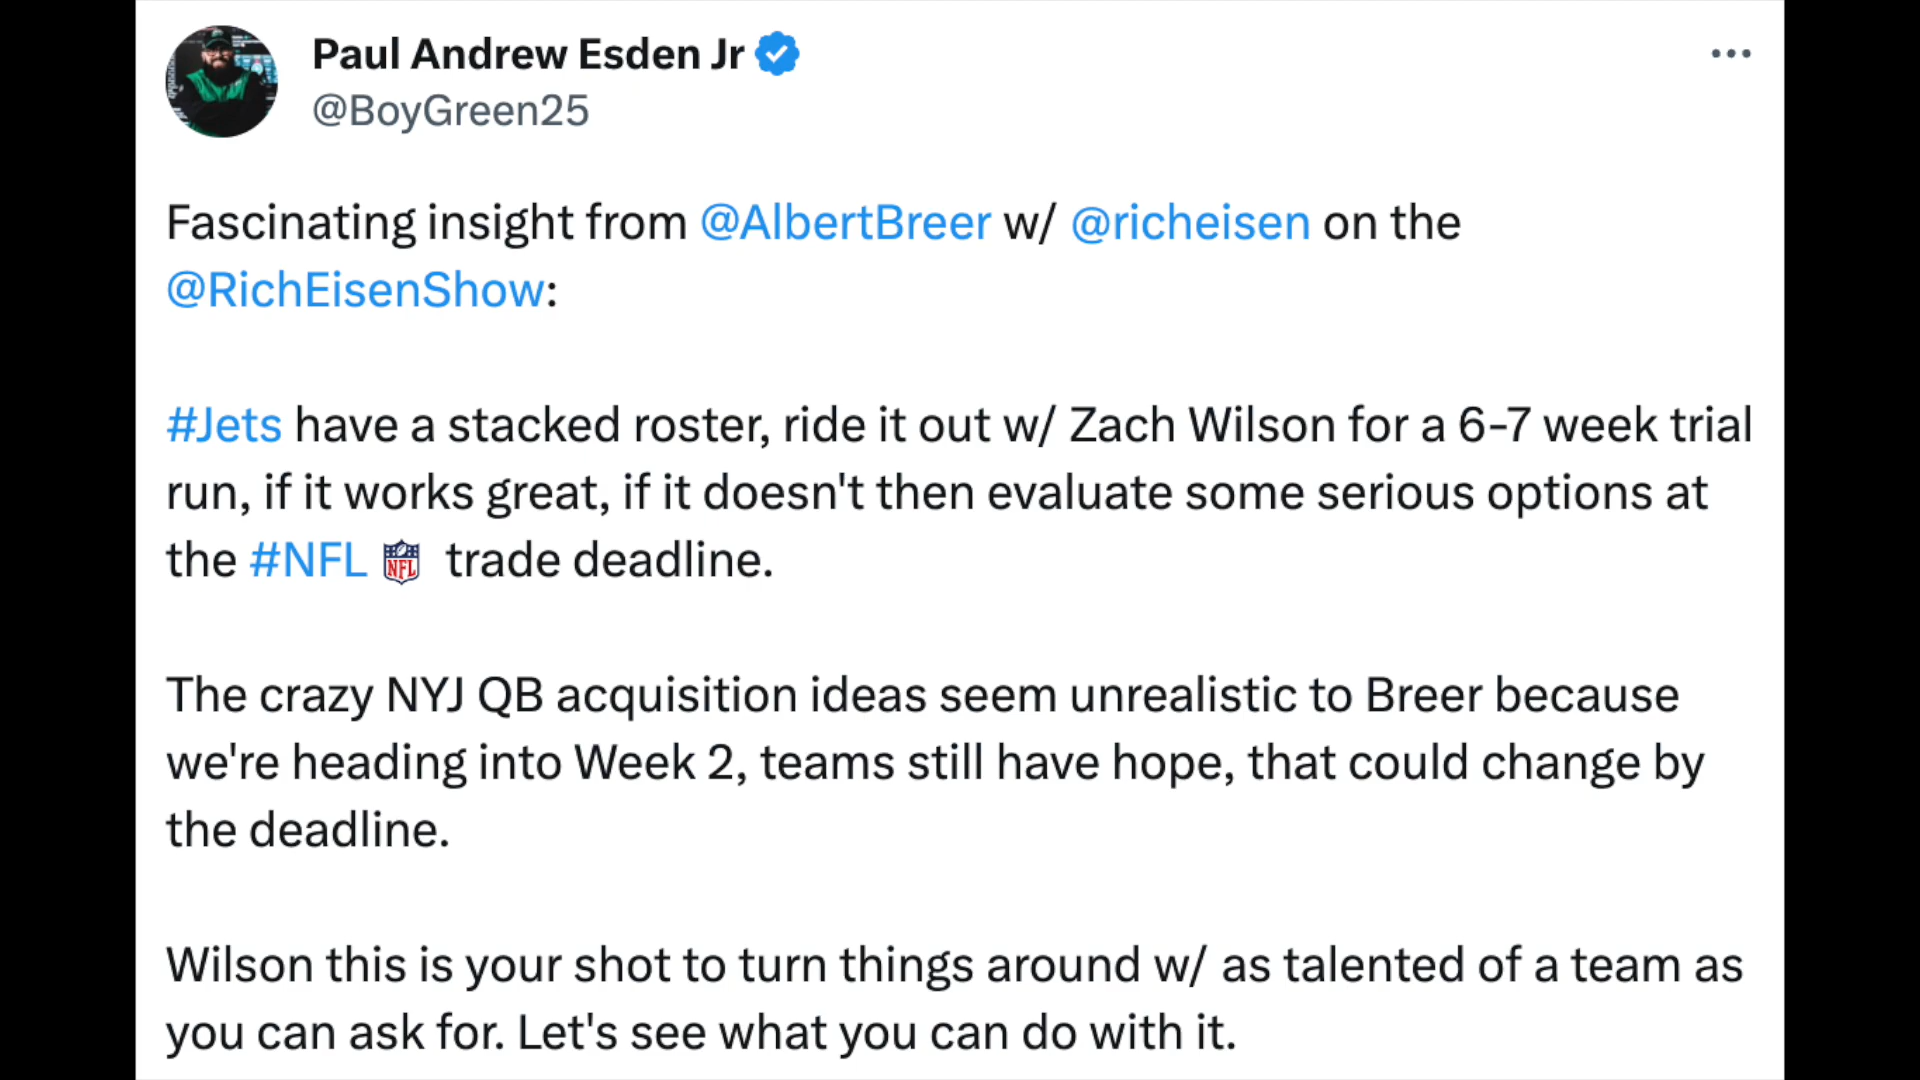 Paul Andrew Esden Jr
@BoyGreen25
Fascinating insight from @AlbertBreer w/ @richeisen on the
@RichEisenShow:
#Jets have a stacked roster, ride it out w/ Zach Wilson for a 6-7 week trial
run, if it works great, if it doesn't then evaluate some serious options at
the #NFL NFL trade deadline.
The crazy NYJ QB acquisition ideas seem unrealistic to Breer because
we're heading into Week 2, teams still have hope, that could change by
the deadline.
Wilson this is your shot to turn things around w/ as talented of a team as
you can ask for. Let's see what you can do with it.